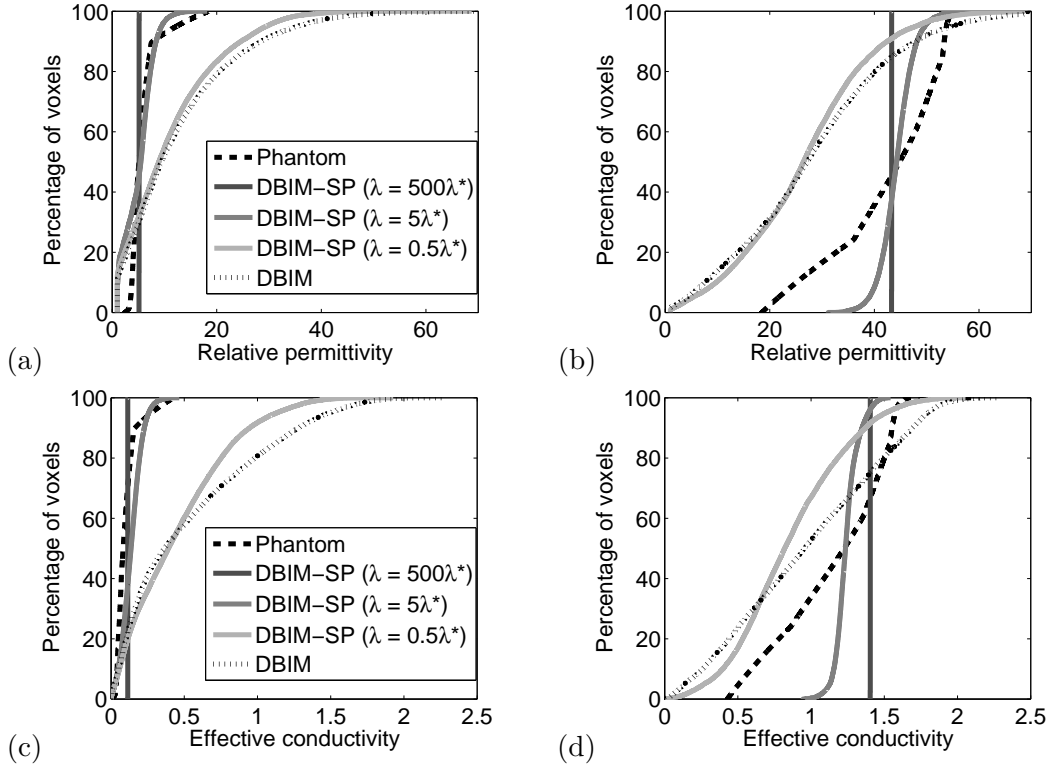 100
80
60
40
20
0
Percentage of voxels
Phantom
DBIM−SP (λ = 500λ*)
DBIM−SP (λ = 5λ*)
DBIM−SP (λ = 0.5λ*)
DBIM
0 20 40 60
Relative permittivity
(a)
100
80
60
40
20
0
Percentage of voxels
0 20 40 60
Relative permittivity
(b)
100
80
60
40
20
0
Percentage of voxels
Phantom
DBIM−SP (λ = 500λ*)
DBIM−SP (λ = 5λ*)
DBIM−SP (λ = 0.5λ*)
DBIM
0 0.5 1 1.5 2 2.5
Effective conductivity
(c)
100
80
60
40
20
0
Percentage of voxels
0 0.5 1 1.5 2 2.5
Effective conductivity
(d)